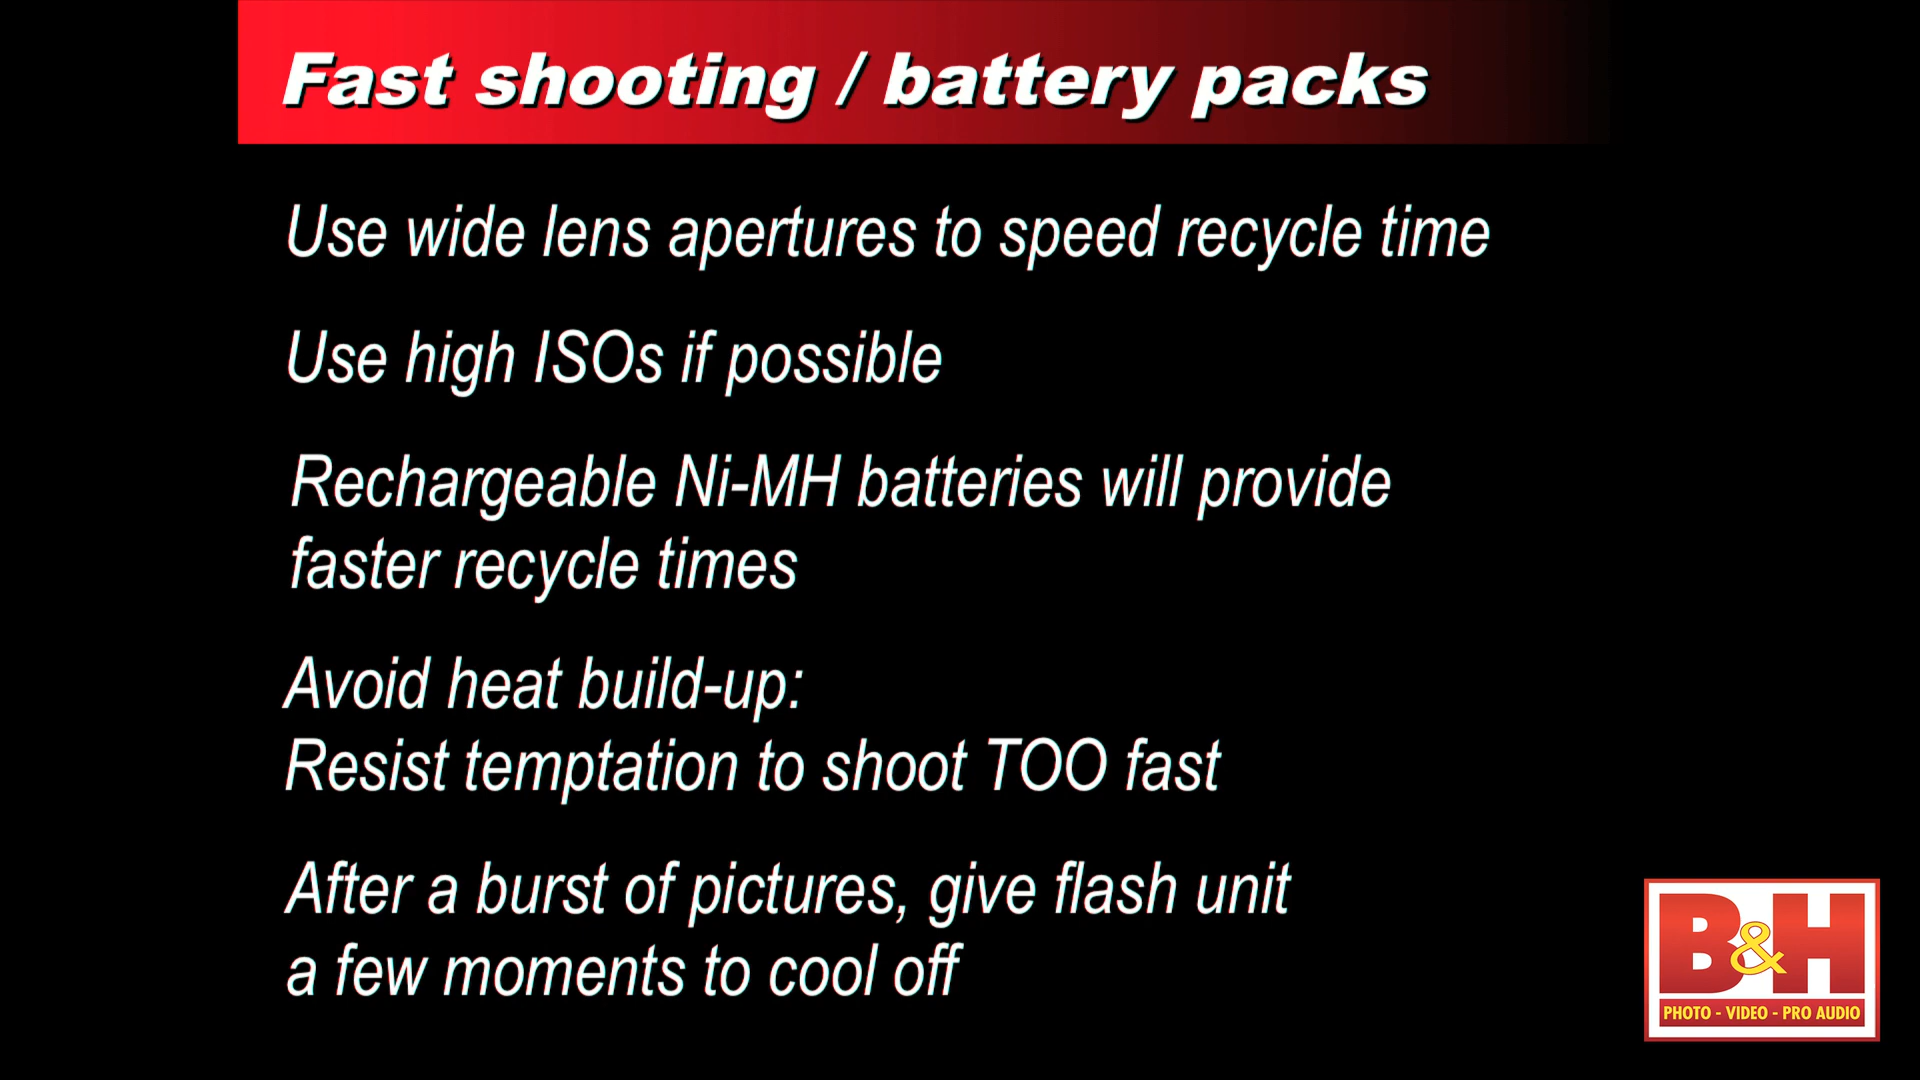 Fast shooting / battery packs
Use wide lens apertures to speed recycle time
Use high ISOs if possible
Rechargeable Ni-MH batteries will provide
faster recycle times
Avoid heat build-up:
Resist temptation to shoot TOO fast
After a burst of pictures, give flash unit
a few moments to cool off
B&H
PHOTO - VIDEO - PRO AUDIO